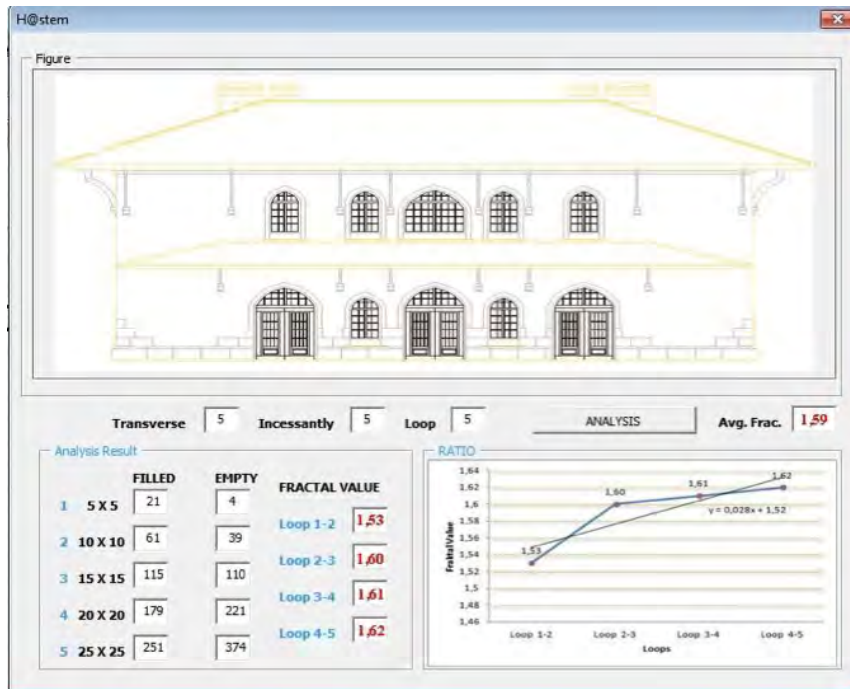 H@stem
Figure
Transverse 5 Incessantly 5 Loop 5 ANALYSIS Avg. Frac. 1,59
Analysis Result
FILLED EMPTY FRACTAL VALUE
1 5 X 5 21 4
Loop 1-2 1,53
2 10 X 10 61 39
Loop 2-3 1,60
3 15 X 15 115 110
Loop 3-4 1,61
4 20 X 20 179 221
Loop 4-5 1,62
5 25 X 25 251 374
RATIO
1,64
1,62
1,6
1,58
1,56
1,54
1,52
1,5
1,48
1,46
Fraktal Value
1,53
1,60
1,61
1,62
y = 0,028x + 1,52
Loop 1-2 Loop 2-3 Loop 3-4 Loop 4-5
Loops